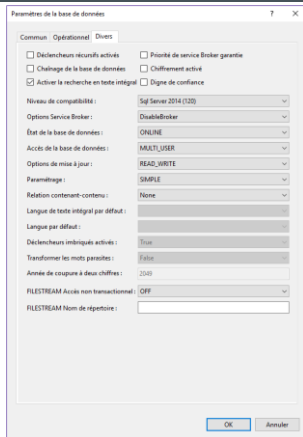 Paramètres de la base de données ? ×
Commun Opérationnel Divers
Déclencheurs récursifs activés Priorité de service Broker garantie
Chaînage de la base de données Chiffrement activé
Activer la recherche en texte intégral Digne de confiance
Niveau de compatibilité : Sql Server 2014 (120)
Options Service Broker : DisableBroker
État de la base de données : ONLINE
Accès de la base de données : MULTI_USER
Options de mise à jour : READ_WRITE
Paramétrage : SIMPLE
Relation contenant-contenu : None
Langue de texte intégral par défaut :
Langue par défaut :
Déclencheurs imbriqués activés : True
Transformer les mots parasites : False
Année de coupure à deux chiffres : 2049
FILESTREAM Accès non transactionnel : OFF
FILESTREAM Nom de répertoire :
OK Annuler